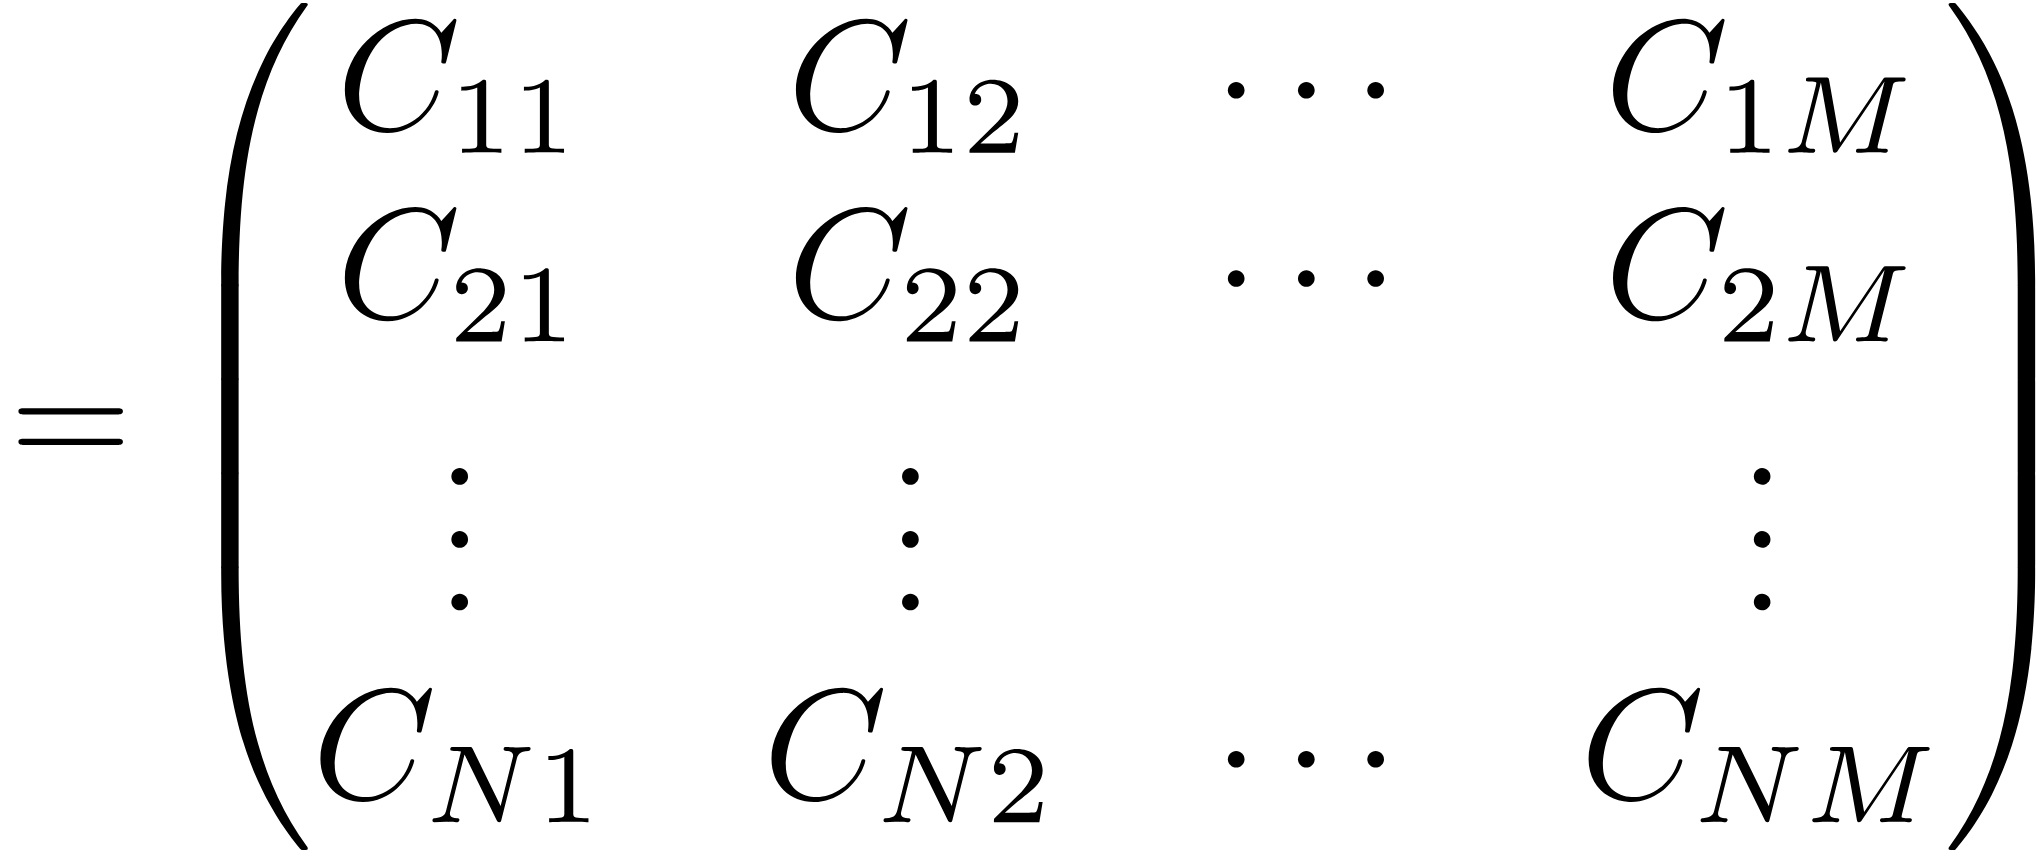 = ( C_{11} C_{12} ⋯ C_{1M}
C_{21} C_{22} ⋯ C_{2M}
⋮ ⋮ ⋮
C_{N1} C_{N2} ⋯ C_{NM} )